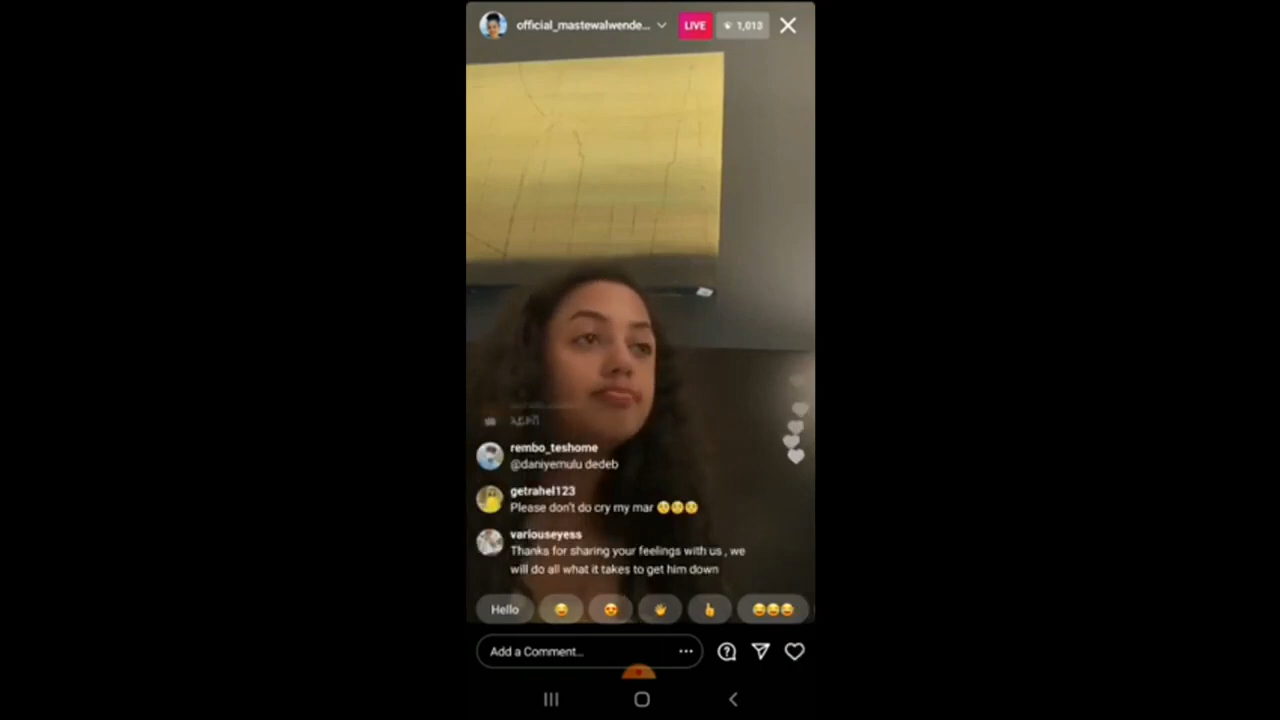 official_mastewalwende...
LIVE
1,013
rembo_teshome
@daniyemulu dedeb
getrahel123
Please don't do cry my mar 🥺🥺🥺
variouseyess
Thanks for sharing your feelings with us , we
will do all what it takes to get him down
Hello 😂 😍 👏 👍 😂😂😅
Add a Comment...